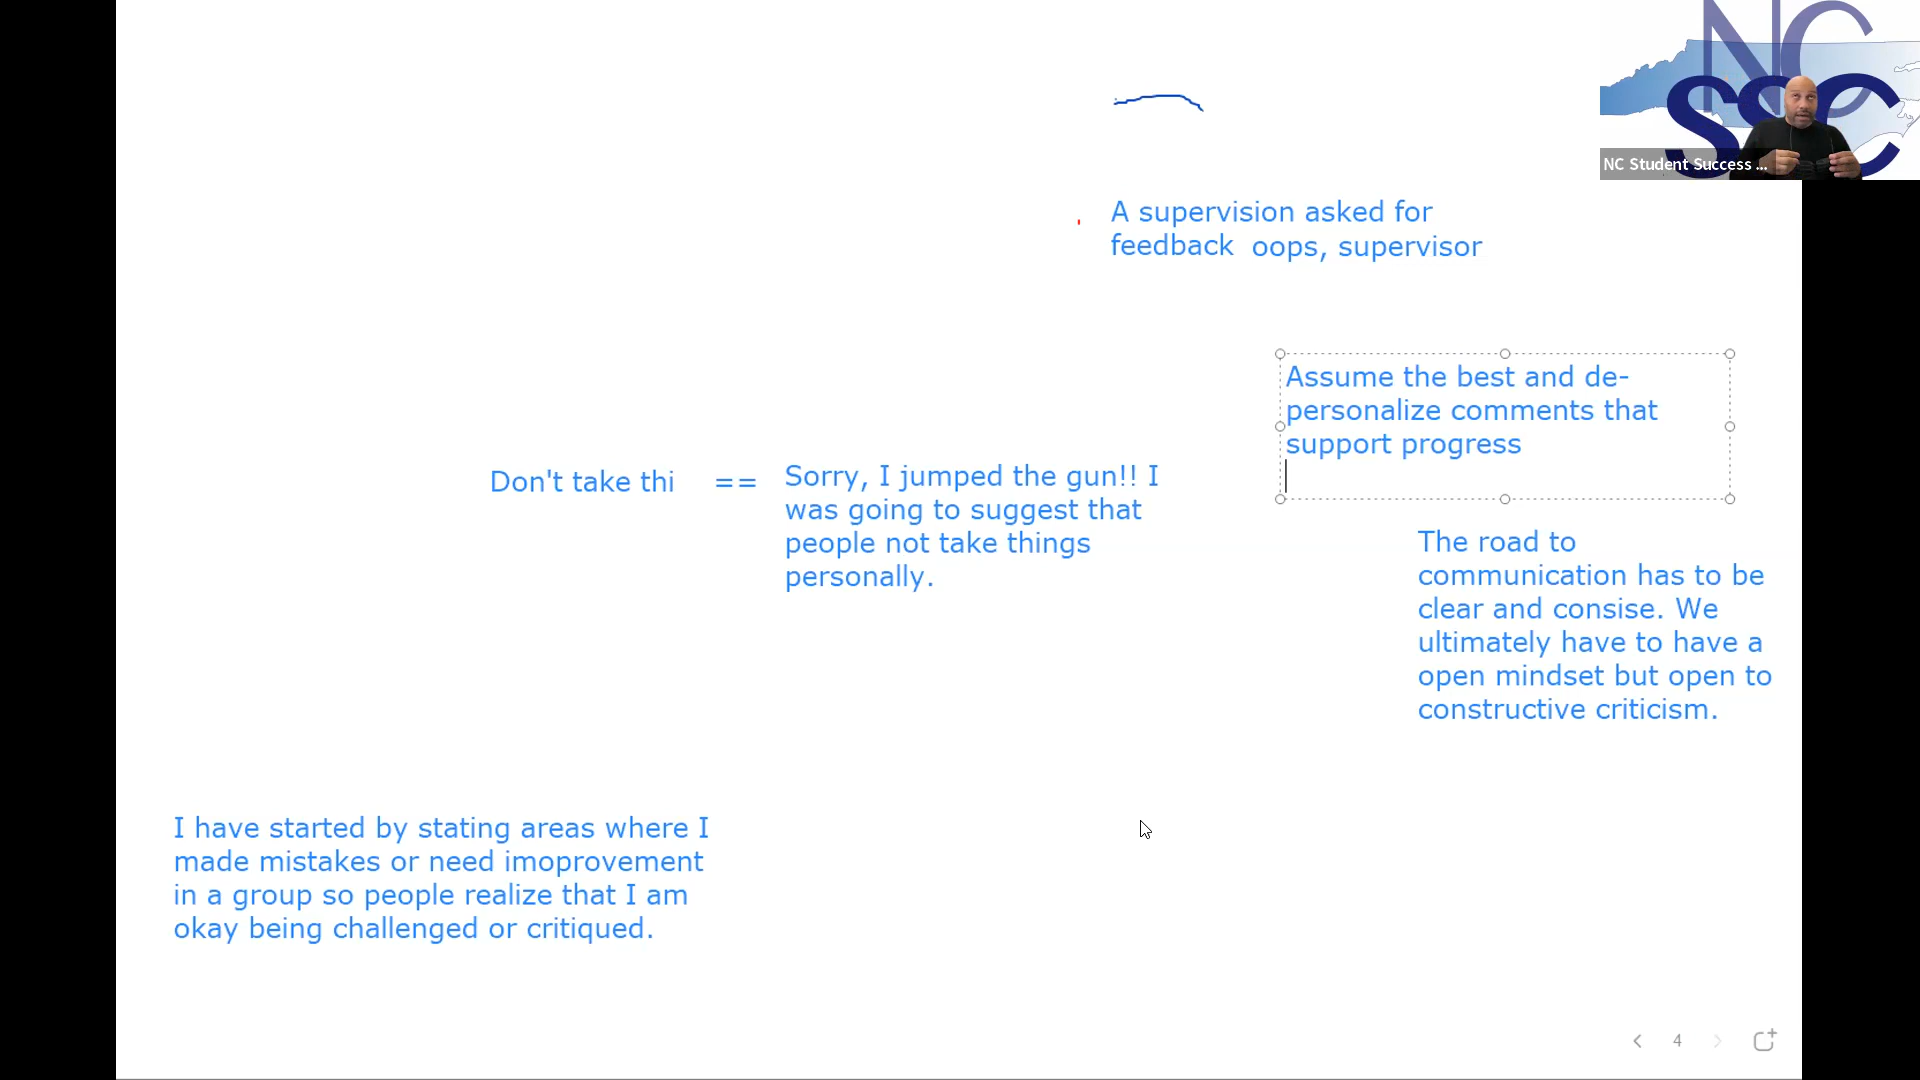 NC
SSC
NC Student Success ...
A supervision asked for
feedback oops, supervisor
Assume the best and de-
personalize comments that
support progress
Don't take thi == Sorry, I jumped the gun!! I
was going to suggest that
people not take things
personally.
The road to
communication has to be
clear and consise. We
ultimately have to have a
open mindset but open to
constructive criticism.
I have started by stating areas where I
made mistakes or need imoprovement
in a group so people realize that I am
okay being challenged or critiqued.
4